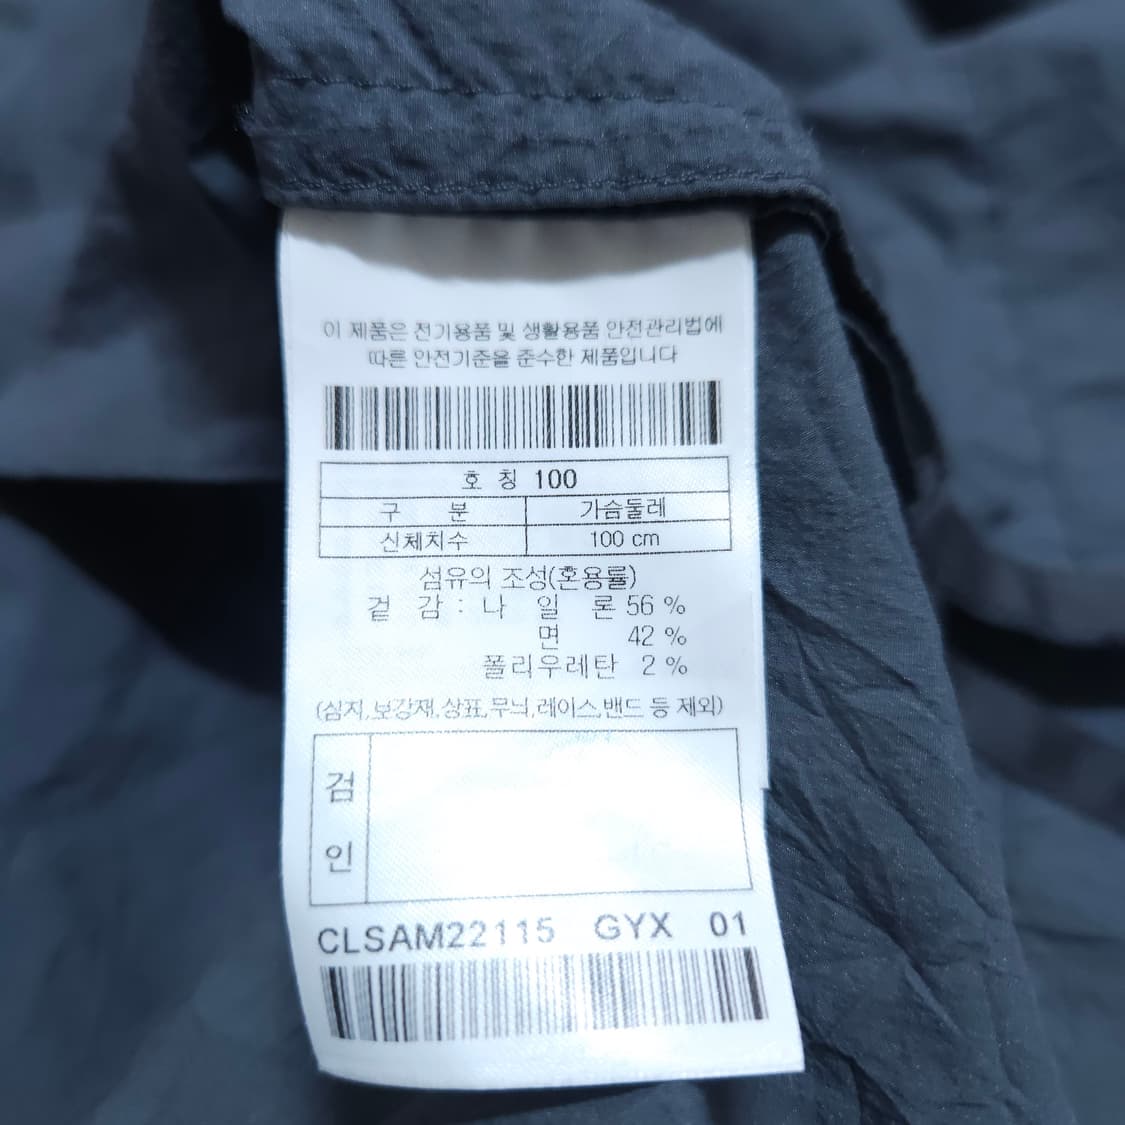 이 제품은 전기용품 및 생활용품 안전관리법에
따른 안전기준을 준수한 제품입니다
호 칭 100
구 분 가슴둘레
신체치수 100 cm
섬유의 조성(혼용률)
겉 감 : 나 일 론 56 %
면 42 %
폴리우레탄 2 %
(심지,보강재,상표,무늬,레이스,밴드 등 제외)
검
인
CLSAM22115 GYX 01